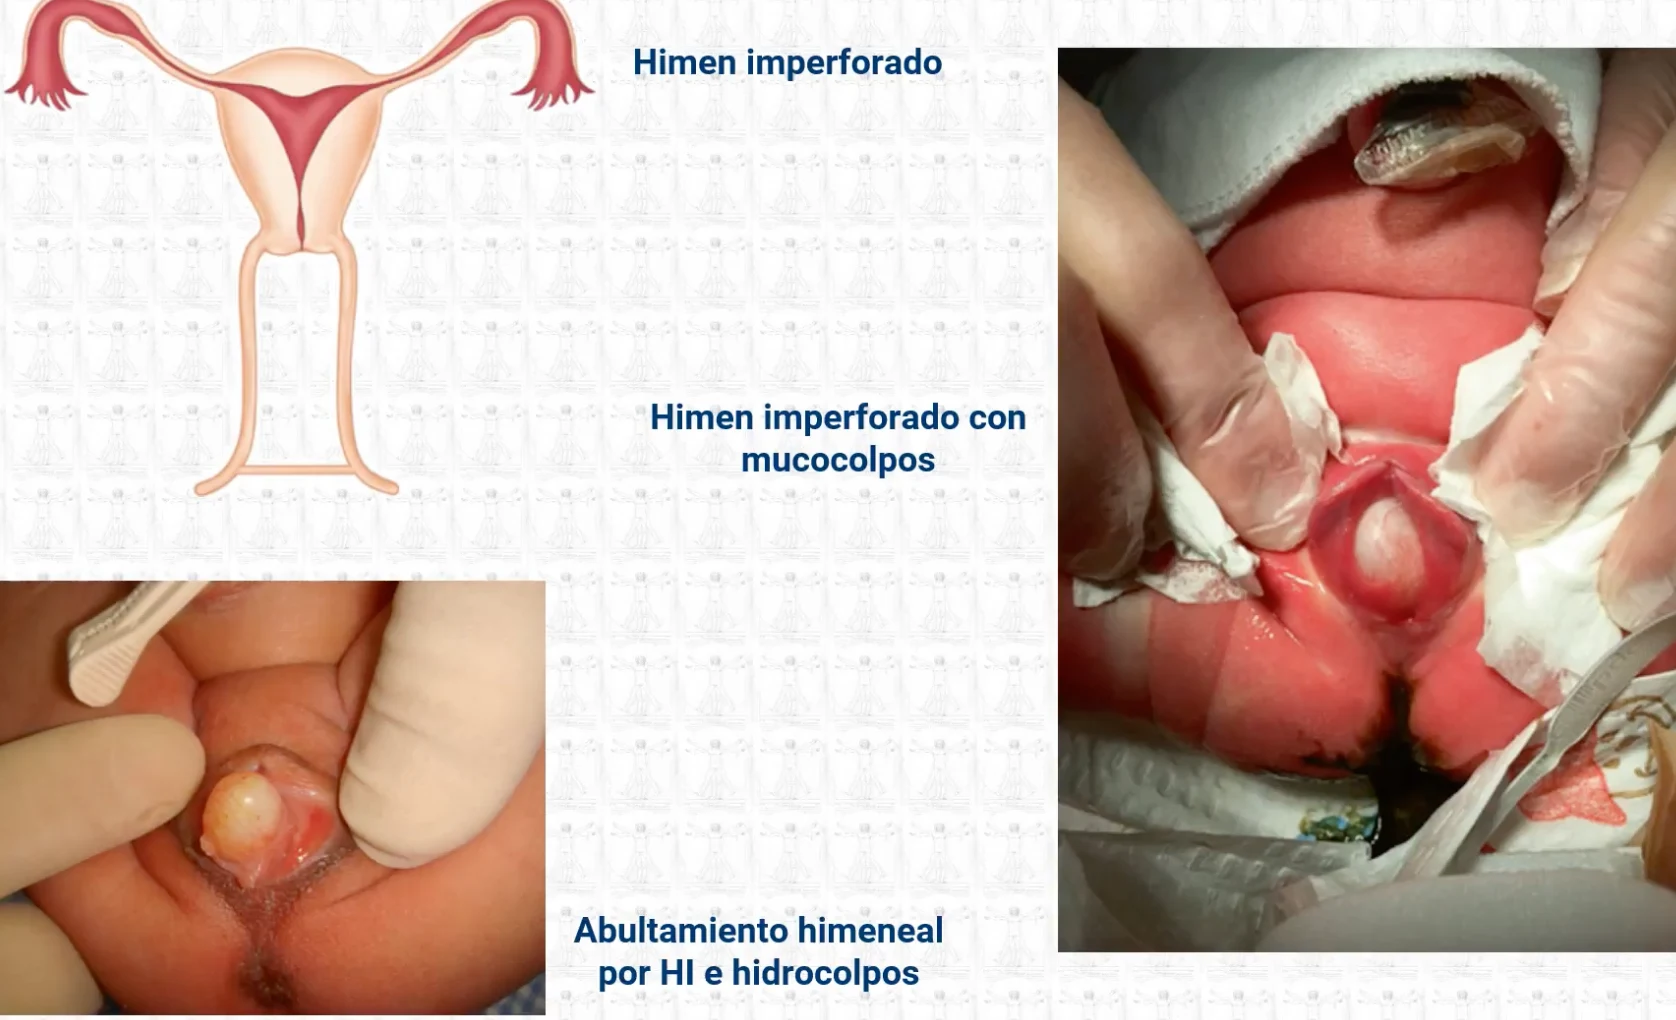 Himen imperforado
Himen imperforado con
mucocolpos
Abultamiento himeneal
por HI e hidrocolpos